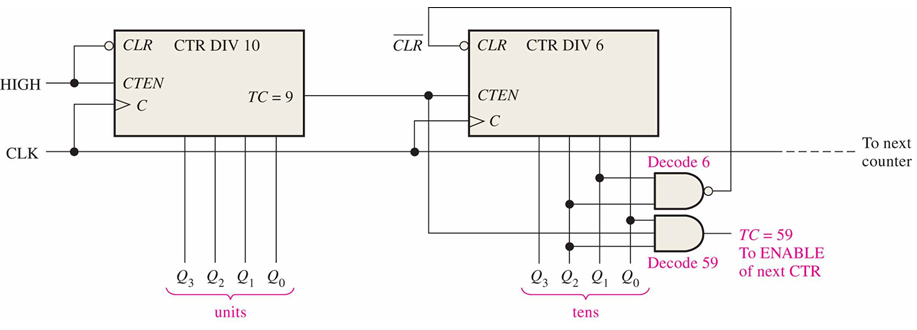 CLR CTR DIV 10
HIGH
CTEN
TC = 9
C
CLK
Q3 Q2 Q1 Q0
units
CLR
CLR CTR DIV 6
CTEN
C
To next
counter
Decode 6
TC = 59
To ENABLE
of next CTR
Decode 59
Q3 Q2 Q1 Q0
tens